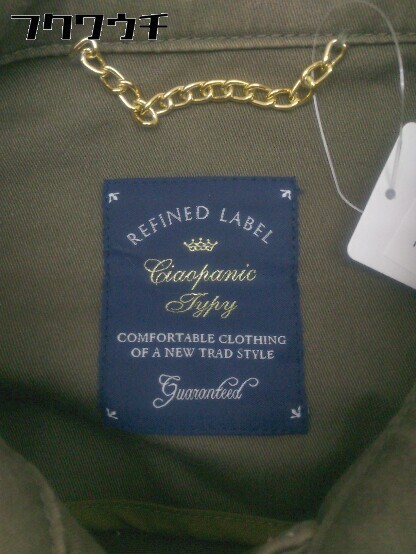 フクワウチ
REFINED LABEL
Ciaopanic
Typy
COMFORTABLE CLOTHING
OF A NEW TRAD STYLE
Guaranteed